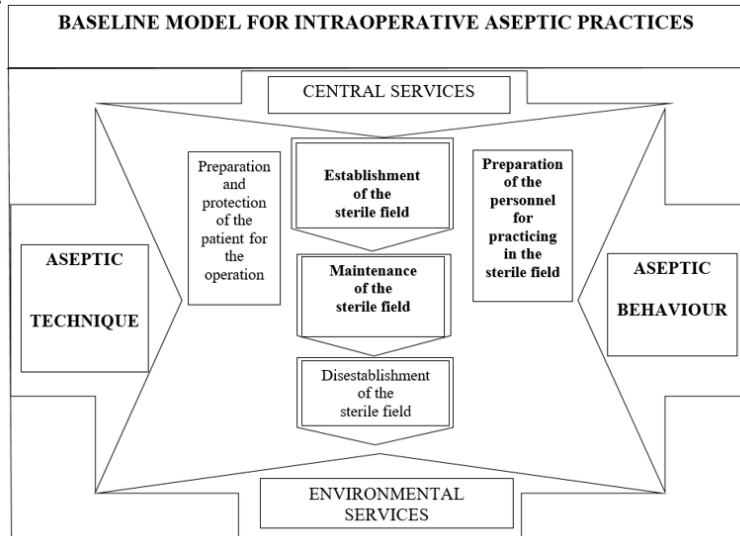 BASELINE MODEL FOR INTRAOPERATIVE ASEPTIC PRACTICES
CENTRAL SERVICES
Preparation
and
protection
of the
patient for
the
operation
Establishment
of the
sterile field
Preparation
of the
personnel
for
practicing
in the
sterile field
ASEPTIC
TECHNIQUE
Maintenance
of the
sterile field
ASEPTIC
BEHAVIOUR
Disestablishment
of the
sterile field
ENVIRONMENTAL
SERVICES